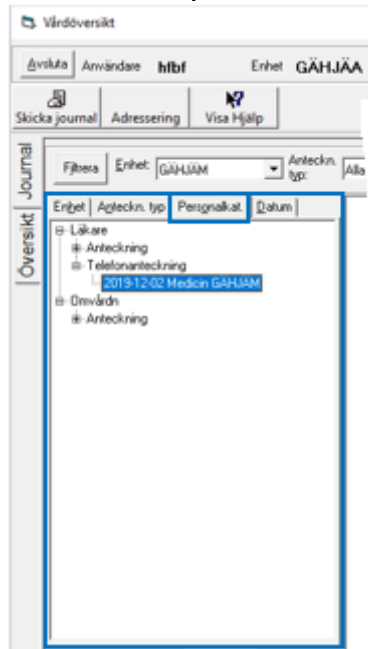 Vårdöversikt
Avsluta Användare hfbf Enhet GÄHJÄA
Skicka journal Adressering Visa Hjälp
Journal
Översikt
Filtrera Enhet: GÄHJÄM Anteckn. typ: Alla
Enhet Anteckn. typ Personalkat. Datum
Läkare
Anteckning
Telefonanteckning
2019-12-02 Medicin GÄHJÄM
Omvårdn
Anteckning